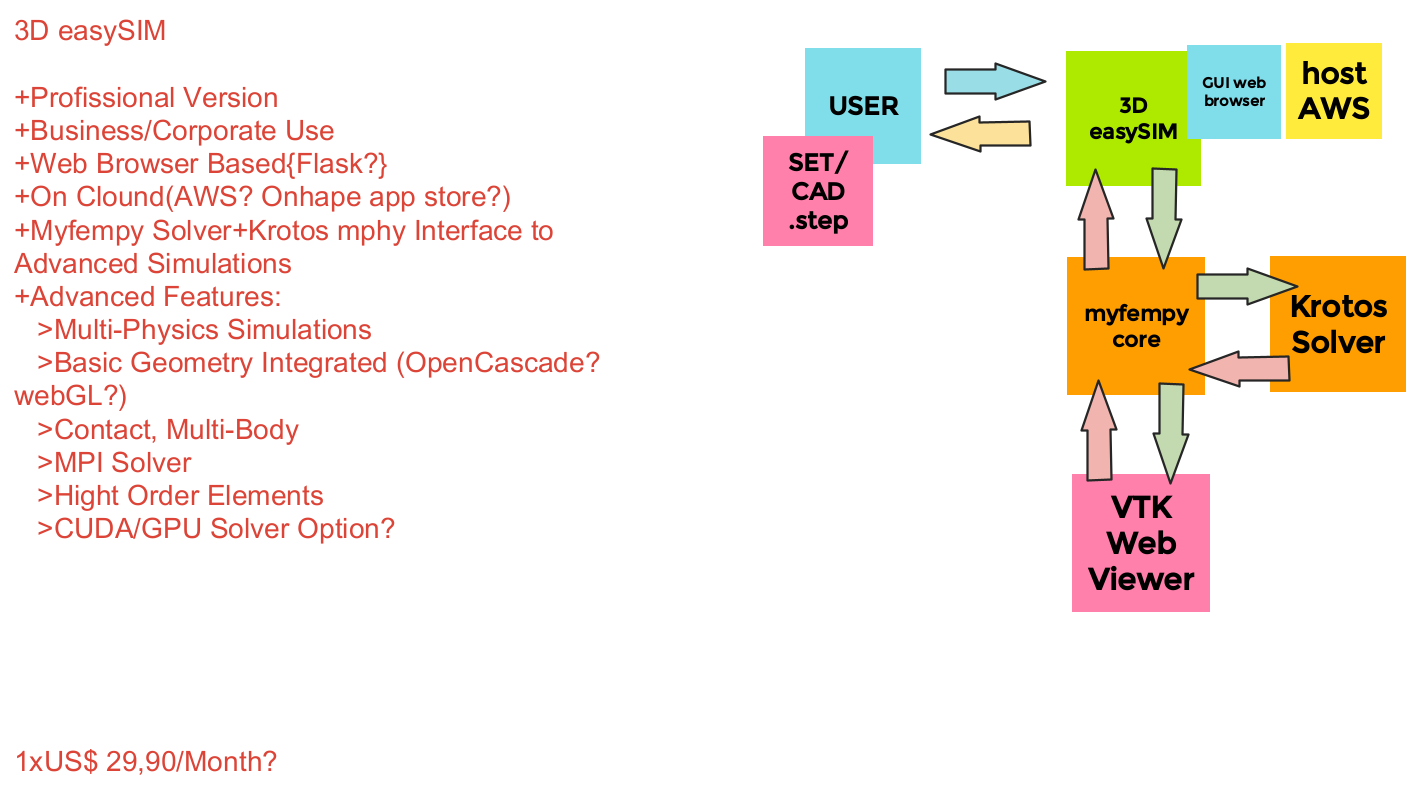 3D easySIM
+Profissional Version
+Business/Corporate Use
+Web Browser Based{Flask?}
+On Clound(AWS? Onhape app store?)
+Myfempy Solver+Krotos mphy Interface to
Advanced Simulations
+Advanced Features:
>Multi-Physics Simulations
>Basic Geometry Integrated (OpenCascade?
webGL?)
>Contact, Multi-Body
>MPI Solver
>Hight Order Elements
>CUDA/GPU Solver Option?
1xUS$ 29,90/Month?
USER
SET/
CAD
.step
3D
easySIM
GUI web
browser
host
AWS
myfempy
core
Krotos
Solver
VTK
Web
Viewer